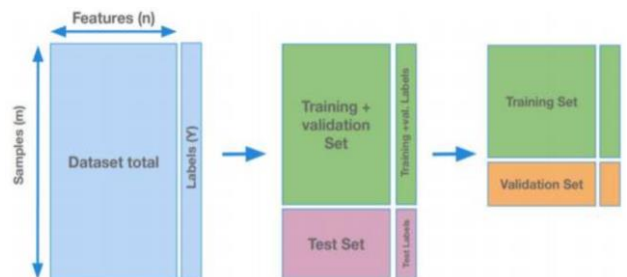 Features (n)
Samples (m)
Dataset total
Labels (Y)
Training +
validation
Set
Training +val. Labels
Test Set
Test Labels
Training Set
Validation Set